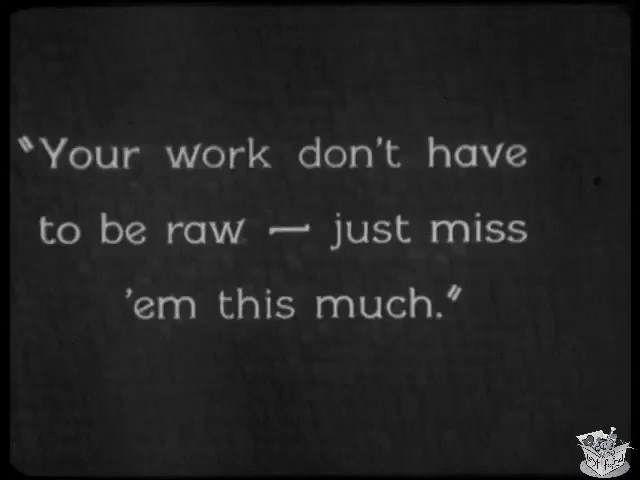 "Your work don't have
to be raw — just miss
'em this much."